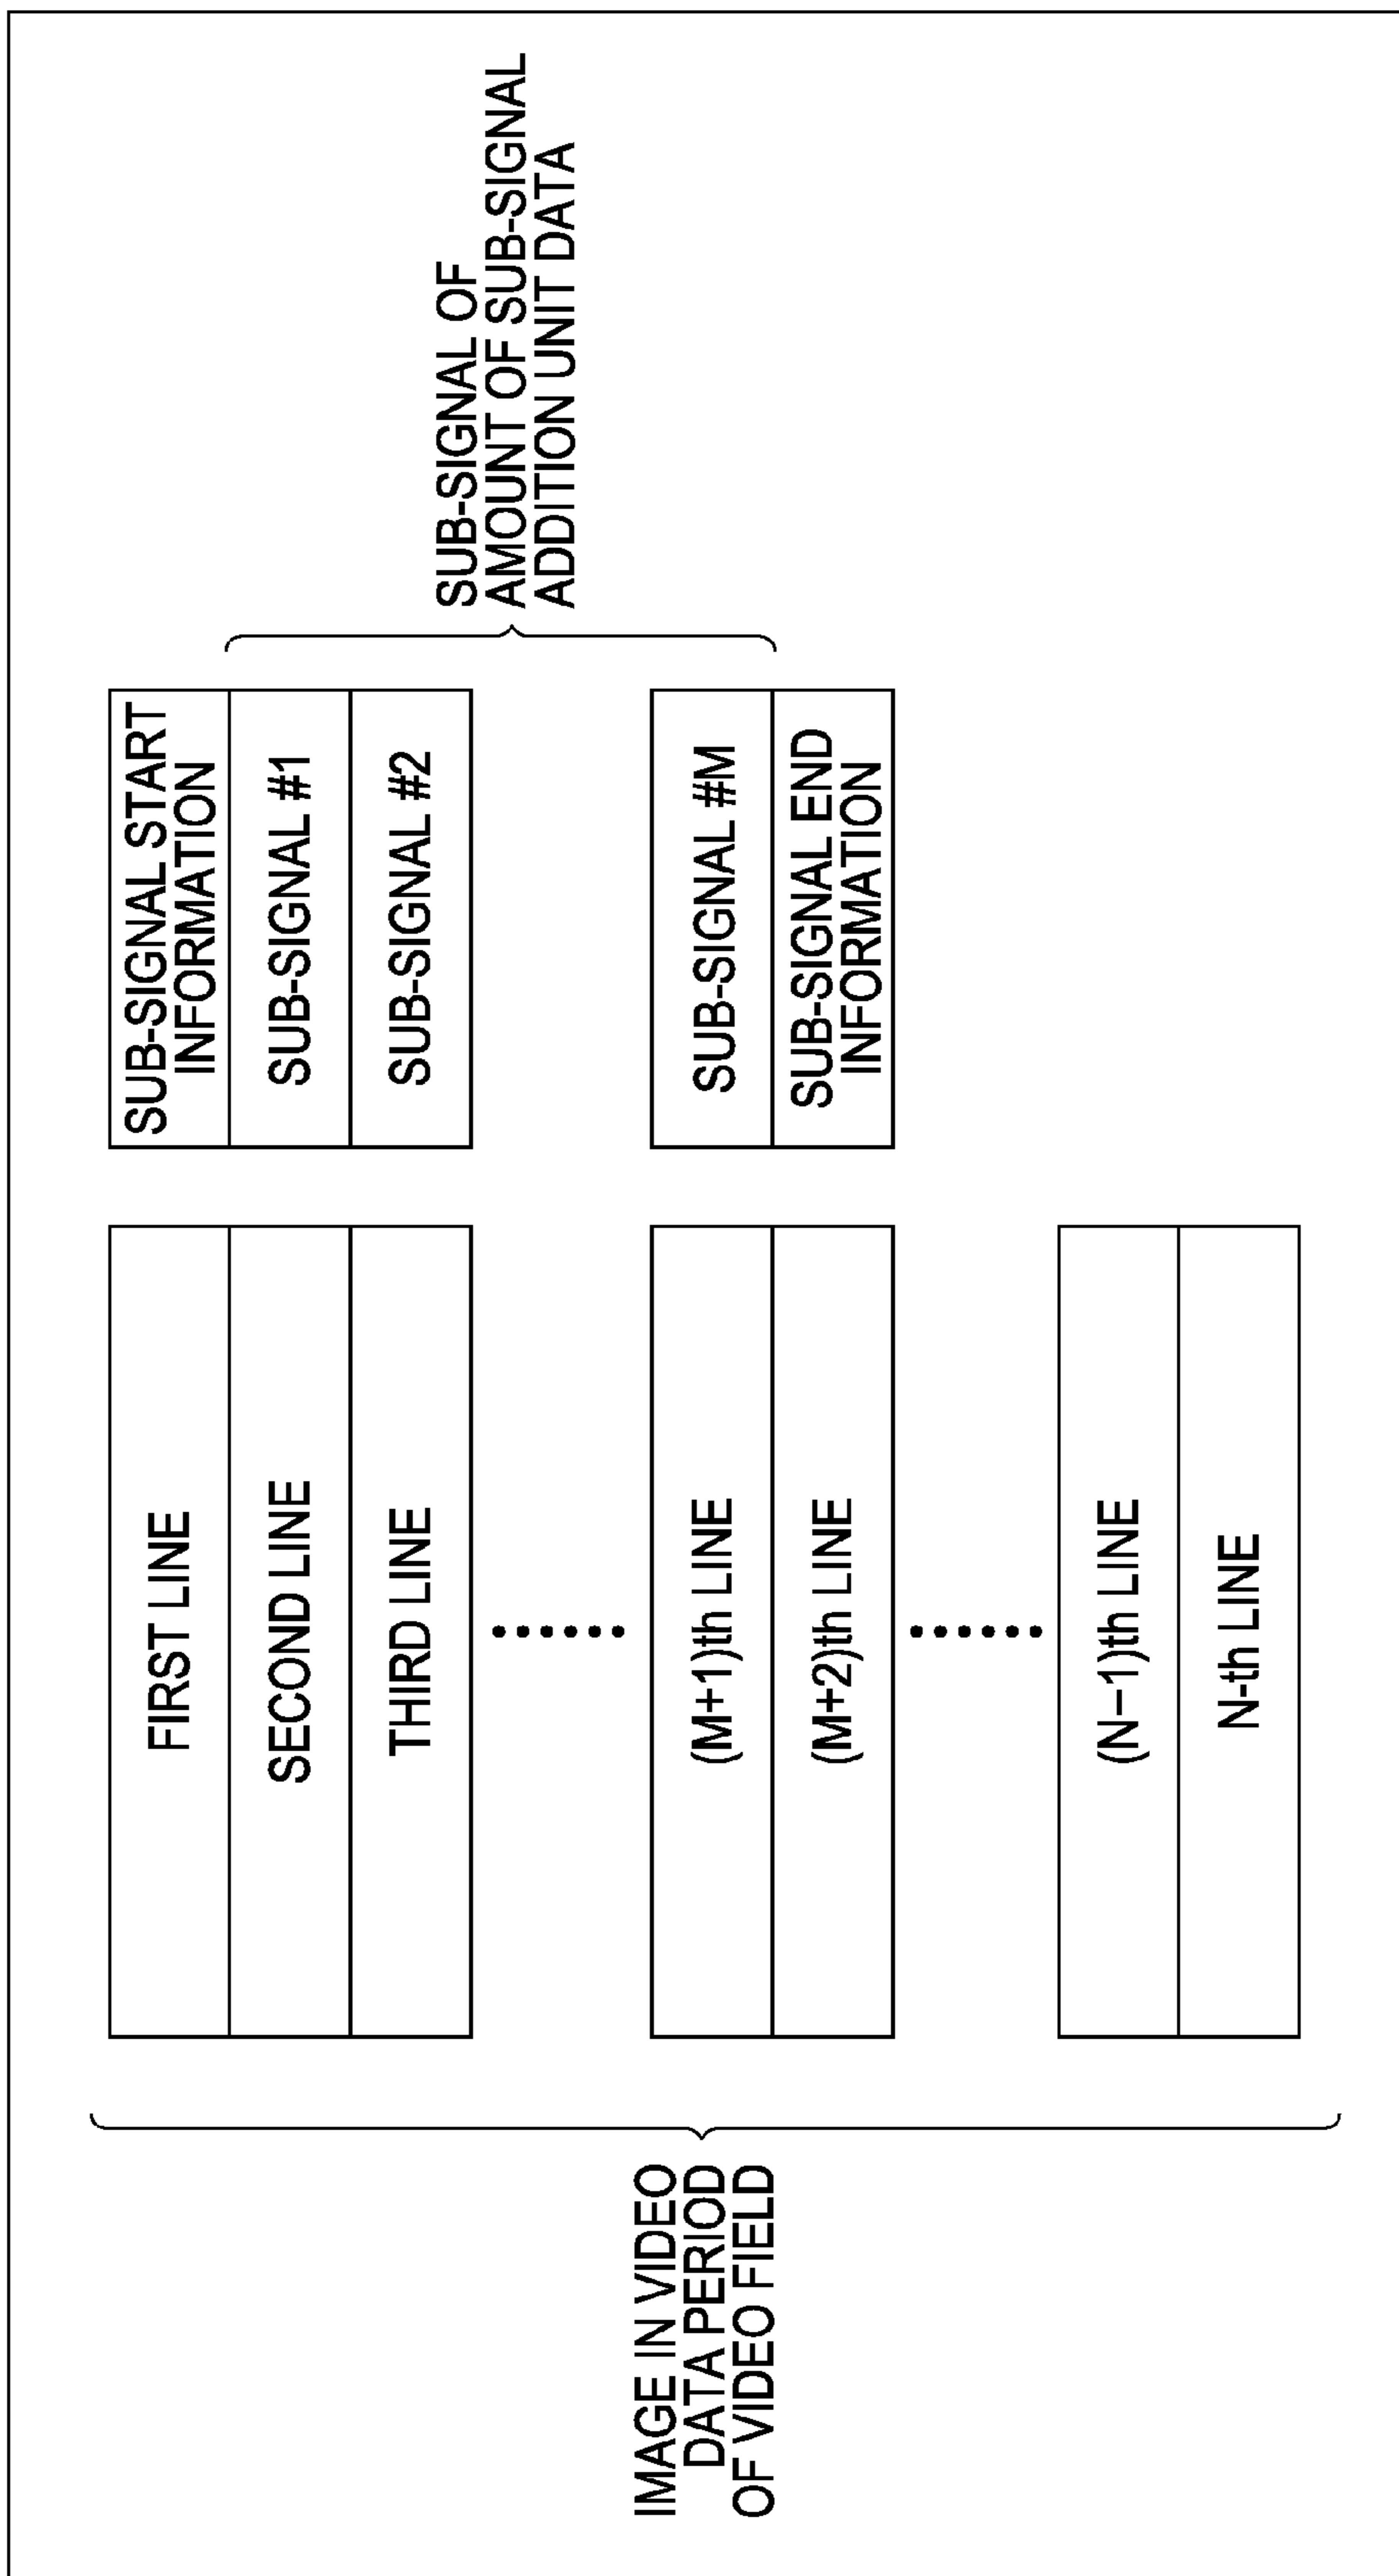 IMAGE IN VIDEO
DATA PERIOD
OF VIDEO FIELD
FIRST LINE
SECOND LINE
THIRD LINE
(M+1)th LINE
(M+2)th LINE
(N−1)th LINE
N-th LINE
SUB-SIGNAL START
INFORMATION
SUB-SIGNAL #1
SUB-SIGNAL #2
SUB-SIGNAL #M
SUB-SIGNAL END
INFORMATION
SUB-SIGNAL OF
AMOUNT OF SUB-SIGNAL
ADDITION UNIT DATA